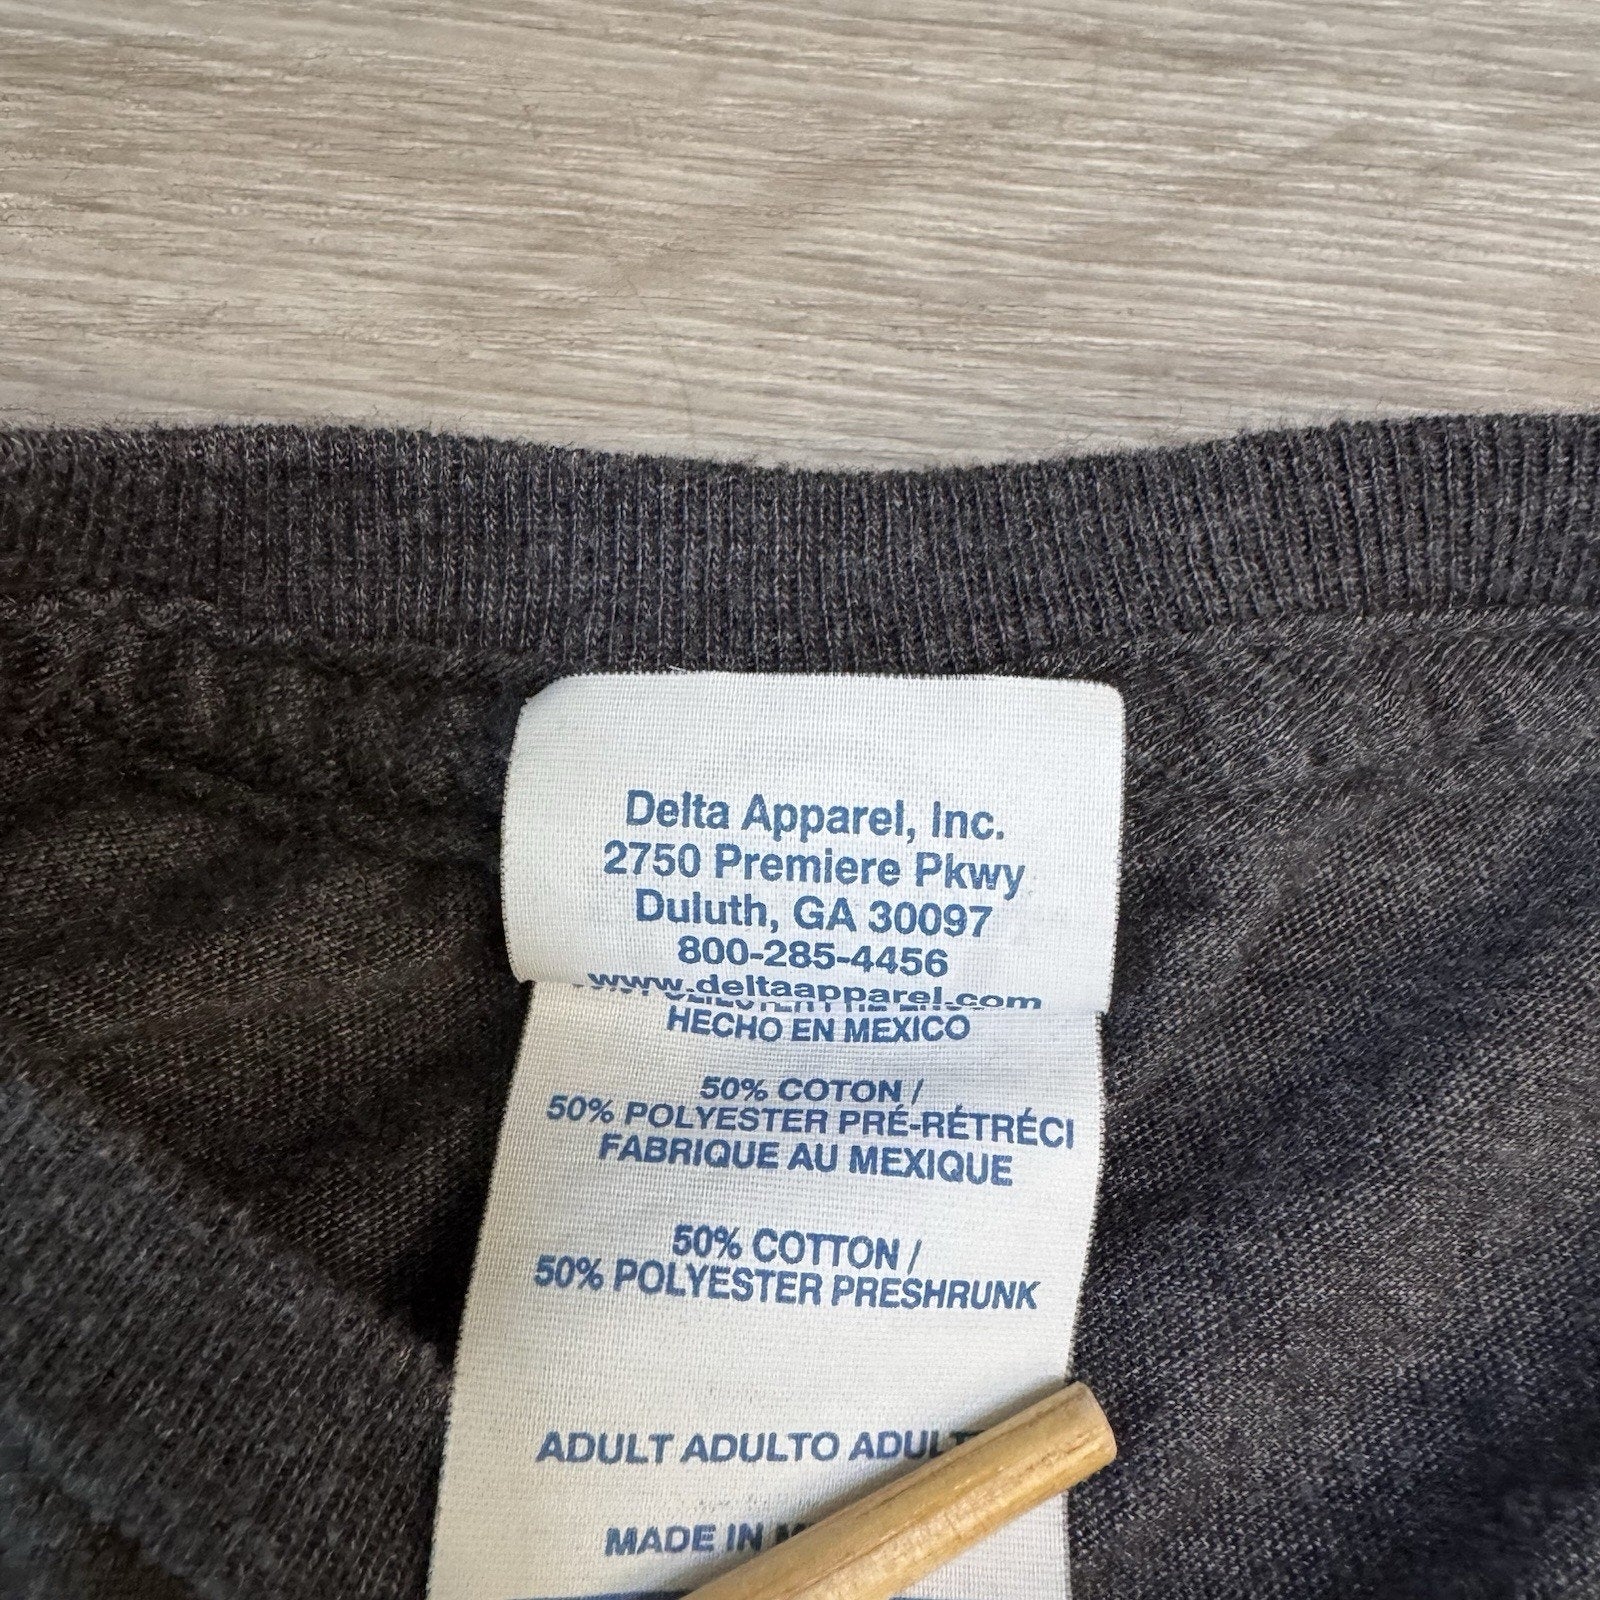 Delta Apparel, Inc.
2750 Premiere Pkwy
Duluth, GA 30097
800-285-4456
www.deltaapparel.com
HECHO EN MEXICO
50% COTON /
50% POLYESTER PRÉ-RÉTRÉCI
FABRIQUE AU MEXIQUE
50% COTTON /
50% POLYESTER PRESHRUNK
ADULT ADULTO
MADE IN